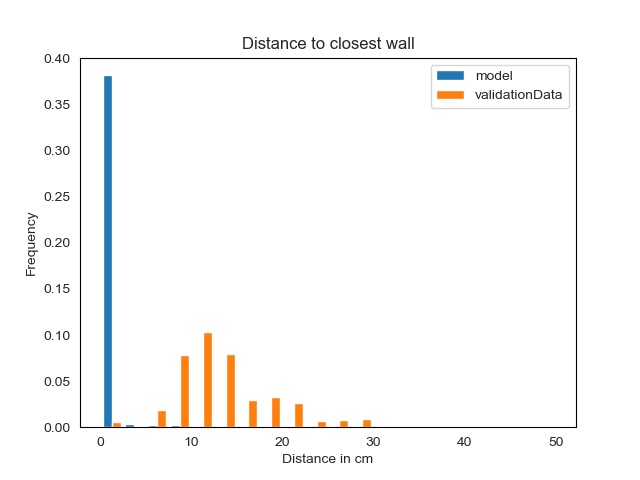 Distance to closest wall
0.40
0.35
0.30
0.25
0.20
0.15
0.10
0.05
0.00
Frequency
model
validationData
0 10 20 30 40 50
Distance in cm